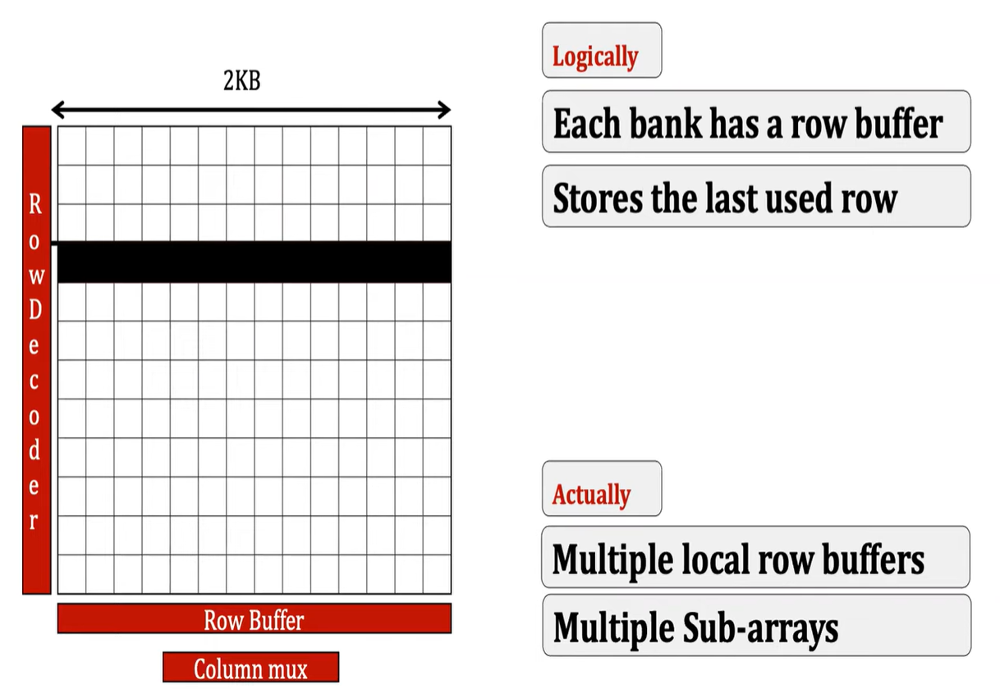 2KB
RowDecoder
Row Buffer
Column mux
Logically
Each bank has a row buffer
Stores the last used row
Actually
Multiple local row buffers
Multiple Sub-arrays